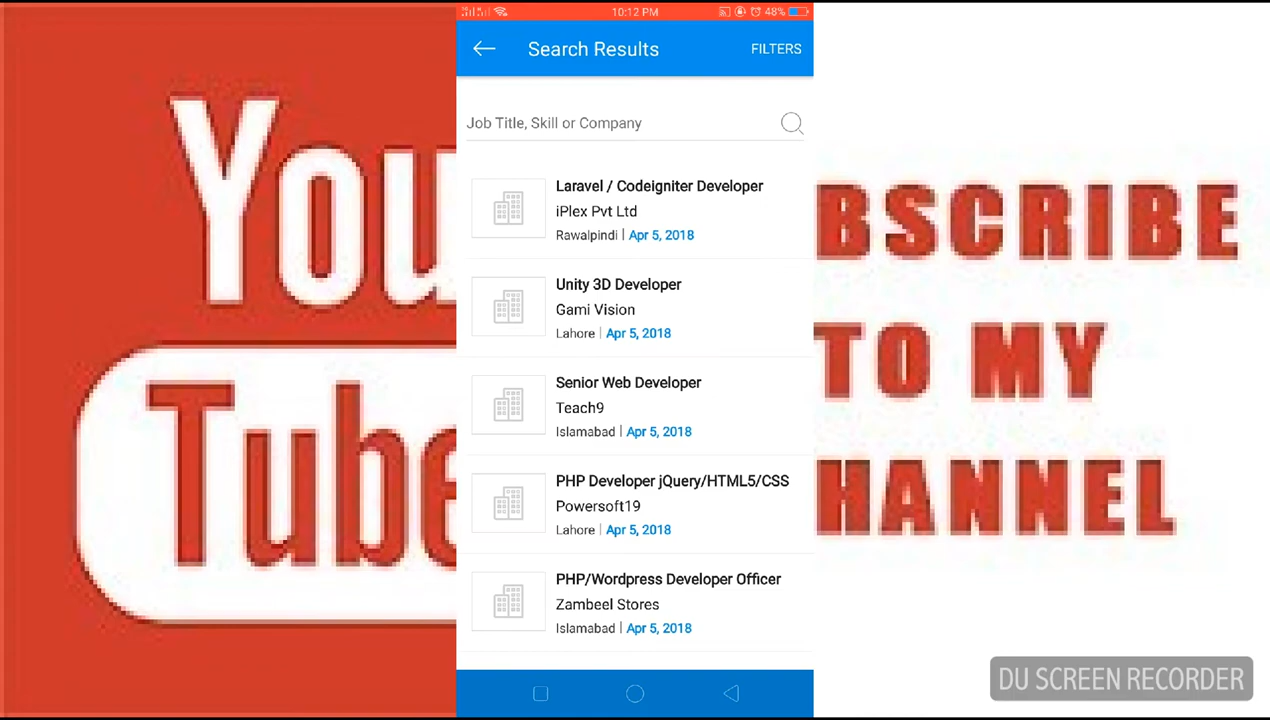 You
Tube
10:12 PM
48%
Search Results
FILTERS
Job Title, Skill or Company
Laravel / Codeigniter Developer
iPlex Pvt Ltd
Rawalpindi | Apr 5, 2018
Unity 3D Developer
Gami Vision
Lahore | Apr 5, 2018
Senior Web Developer
Teach9
Islamabad | Apr 5, 2018
PHP Developer jQuery/HTML5/CSS
Powersoft19
Lahore | Apr 5, 2018
PHP/Wordpress Developer Officer
Zambeel Stores
Islamabad | Apr 5, 2018
BSCRIBE
TO MY
HANNEL
DU SCREEN RECORDER